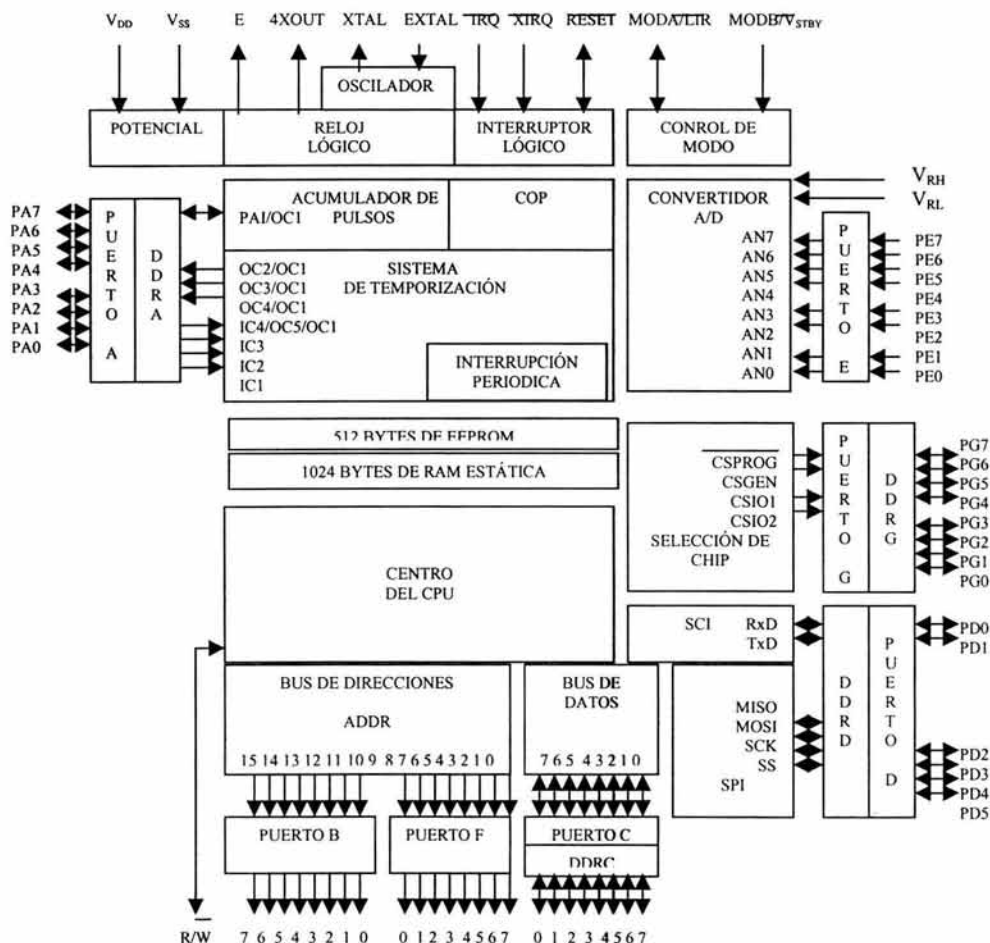 V_DD V_SS E 4XOUT XTAL EXTAL IRQ XIRQ RESET MODA/LIR MODB/V_STBY
OSCILADOR
POTENCIAL
RELOJ
LÓGICO
INTERRUPTOR
LÓGICO
CONROL DE
MODO
V_RH
V_RL
PA7
PA6
PA5
PA4
PA3
PA2
PA1
PA0
PUERTO A
DDRA
ACUMULADOR DE
PULSOS
PAI/OC1
COP
SISTEMA
DE TEMPORIZACIÓN
OC2/OC1
OC3/OC1
OC4/OC1
IC4/OC5/OC1
IC3
IC2
IC1
INTERRUPCIÓN
PERIODICA
CONVERTIDOR
A/D
AN7
AN6
AN5
AN4
AN3
AN2
AN1
AN0
PUERTO E
PE7
PE6
PE5
PE4
PE3
PE2
PE1
PE0
512 BYTES DE EEPROM
1024 BYTES DE RAM ESTÁTICA
CSPROG
CSGEN
CSIO1
CSIO2
SELECCIÓN DE
CHIP
PUERTO G
DDRG
PG7
PG6
PG5
PG4
PG3
PG2
PG1
PG0
CENTRO
DEL CPU
SCI RxD
TxD
MISO
MOSI
SCK
SS
SPI
DDRD
PUERTO D
PD0
PD1
PD2
PD3
PD4
PD5
BUS DE DIRECCIONES
ADDR
15 14 13 12 11 10 9 8 7 6 5 4 3 2 1 0
BUS DE
DATOS
7 6 5 4 3 2 1 0
PUERTO B
PUERTO F
PUERTO C
DDRC
R/W 7 6 5 4 3 2 1 0 0 1 2 3 4 5 6 7 0 1 2 3 4 5 6 7